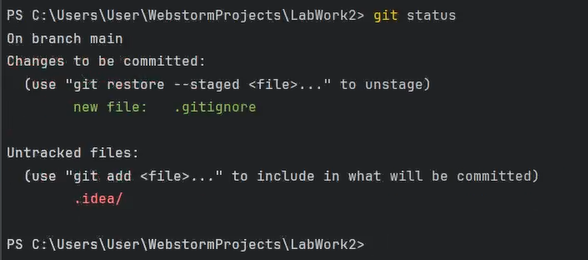 PS C:\Users\User\WebstormProjects\LabWork2> git status
On branch main
Changes to be committed:
  (use "git restore --staged <file>..." to unstage)
        new file:   .gitignore

Untracked files:
  (use "git add <file>..." to include in what will be committed)
        .idea/

PS C:\Users\User\WebstormProjects\LabWork2>